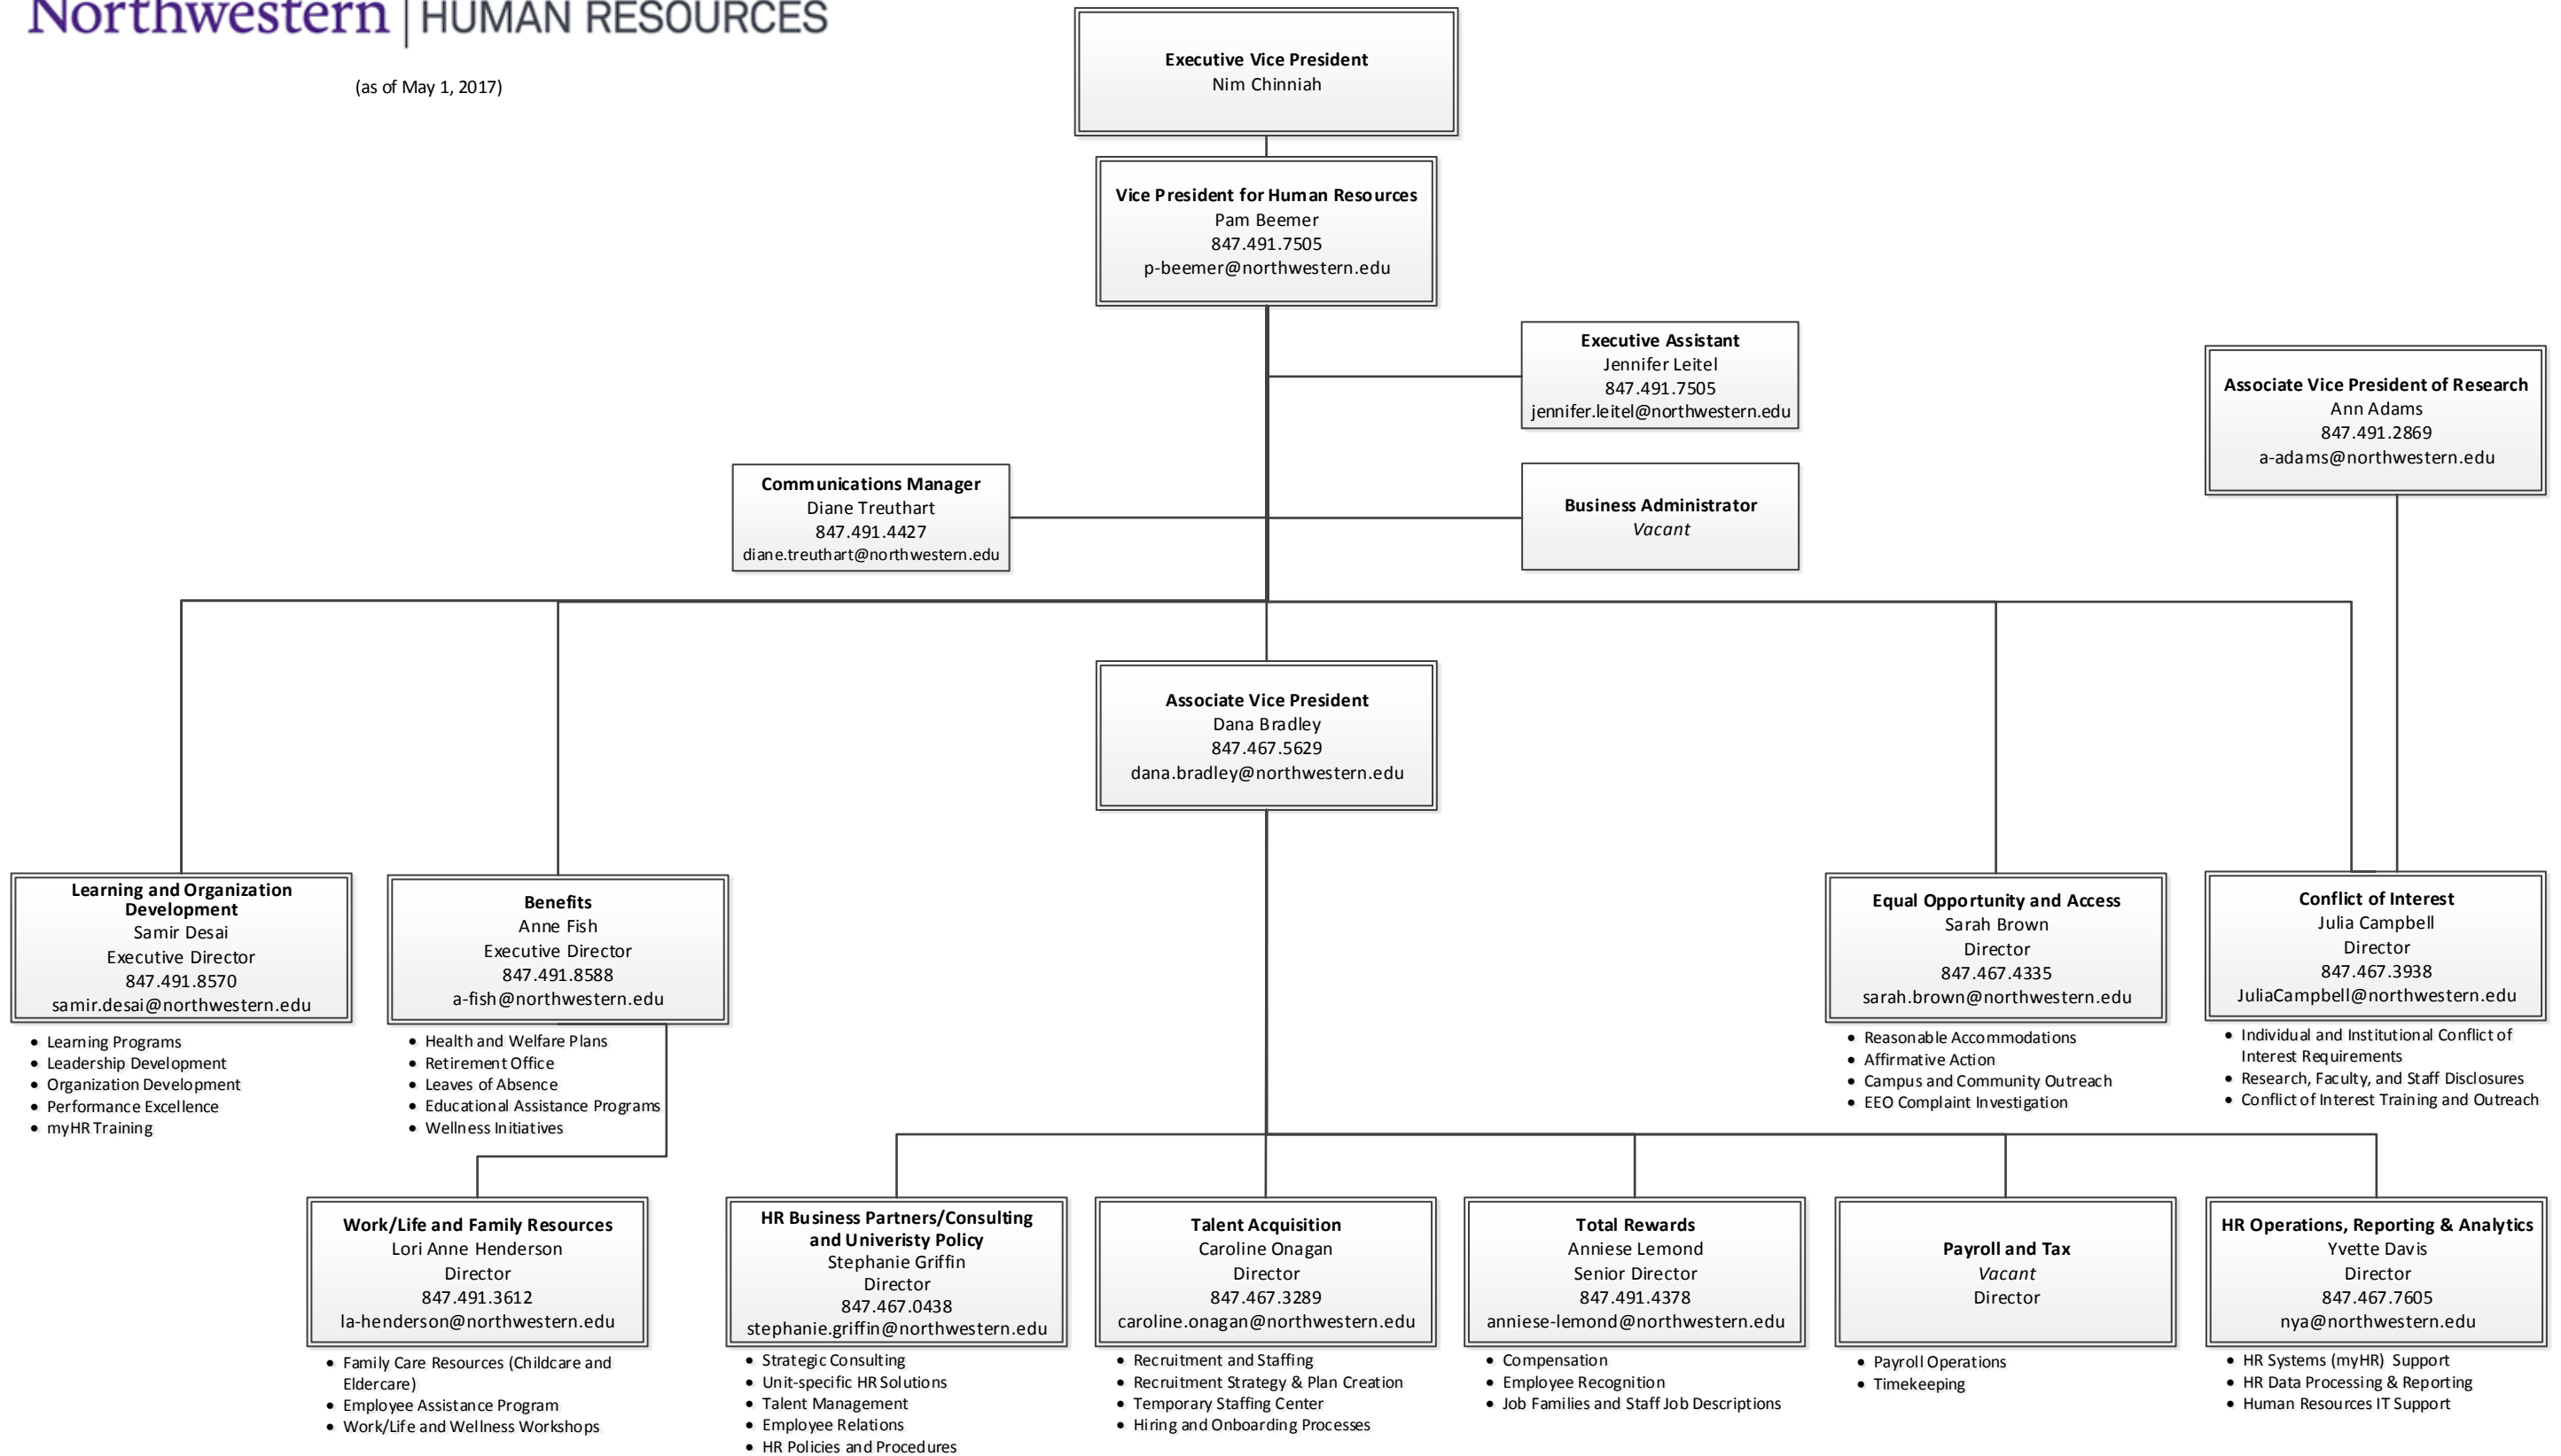 Northwestern | HUMAN RESOURCES
(as of May 1, 2017)
Executive Vice President
Nim Chinniah
Vice President for Human Resources
Pam Beemer
847.491.7505
p-beemer@northwestern.edu
Executive Assistant
Jennifer Leitel
847.491.7505
jennifer.leitel@northwestern.edu
Associate Vice President of Research
Ann Adams
847.491.2869
a-adams@northwestern.edu
Communications Manager
Diane Treuthart
847.491.4427
diane.treuthart@northwestern.edu
Business Administrator
Vacant
Associate Vice President
Dana Bradley
847.467.5629
dana.bradley@northwestern.edu
Learning and Organization
Development
Samir Desai
Executive Director
847.491.8570
samir.desai@northwestern.edu
• Learning Programs
• Leadership Development
• Organization Development
• Performance Excellence
• myHR Training
Benefits
Anne Fish
Executive Director
847.491.8588
a-fish@northwestern.edu
• Health and Welfare Plans
• Retirement Office
• Leaves of Absence
• Educational Assistance Programs
• Wellness Initiatives
Equal Opportunity and Access
Sarah Brown
Director
847.467.4335
sarah.brown@northwestern.edu
• Reasonable Accommodations
• Affirmative Action
• Campus and Community Outreach
• EEO Complaint Investigation
Conflict of Interest
Julia Campbell
Director
847.467.3938
JuliaCampbell@northwestern.edu
• Individual and Institutional Conflict of
Interest Requirements
• Research, Faculty, and Staff Disclosures
• Conflict of Interest Training and Outreach
Work/Life and Family Resources
Lori Anne Henderson
Director
847.491.3612
la-henderson@northwestern.edu
• Family Care Resources (Childcare and
Eldercare)
• Employee Assistance Program
• Work/Life and Wellness Workshops
HR Business Partners/Consulting
and Univeristy Policy
Stephanie Griffin
Director
847.467.0438
stephanie.griffin@northwestern.edu
• Strategic Consulting
• Unit-specific HR Solutions
• Talent Management
• Employee Relations
• HR Policies and Procedures
Talent Acquisition
Caroline Onagan
Director
847.467.3289
caroline.onagan@northwestern.edu
• Recruitment and Staffing
• Recruitment Strategy & Plan Creation
• Temporary Staffing Center
• Hiring and Onboarding Processes
Total Rewards
Anniese Lemond
Senior Director
847.491.4378
anniese-lemond@northwestern.edu
• Compensation
• Employee Recognition
• Job Families and Staff Job Descriptions
Payroll and Tax
Vacant
Director
• Payroll Operations
• Timekeeping
HR Operations, Reporting & Analytics
Yvette Davis
Director
847.467.7605
nya@northwestern.edu
• HR Systems (myHR) Support
• HR Data Processing & Reporting
• Human Resources IT Support